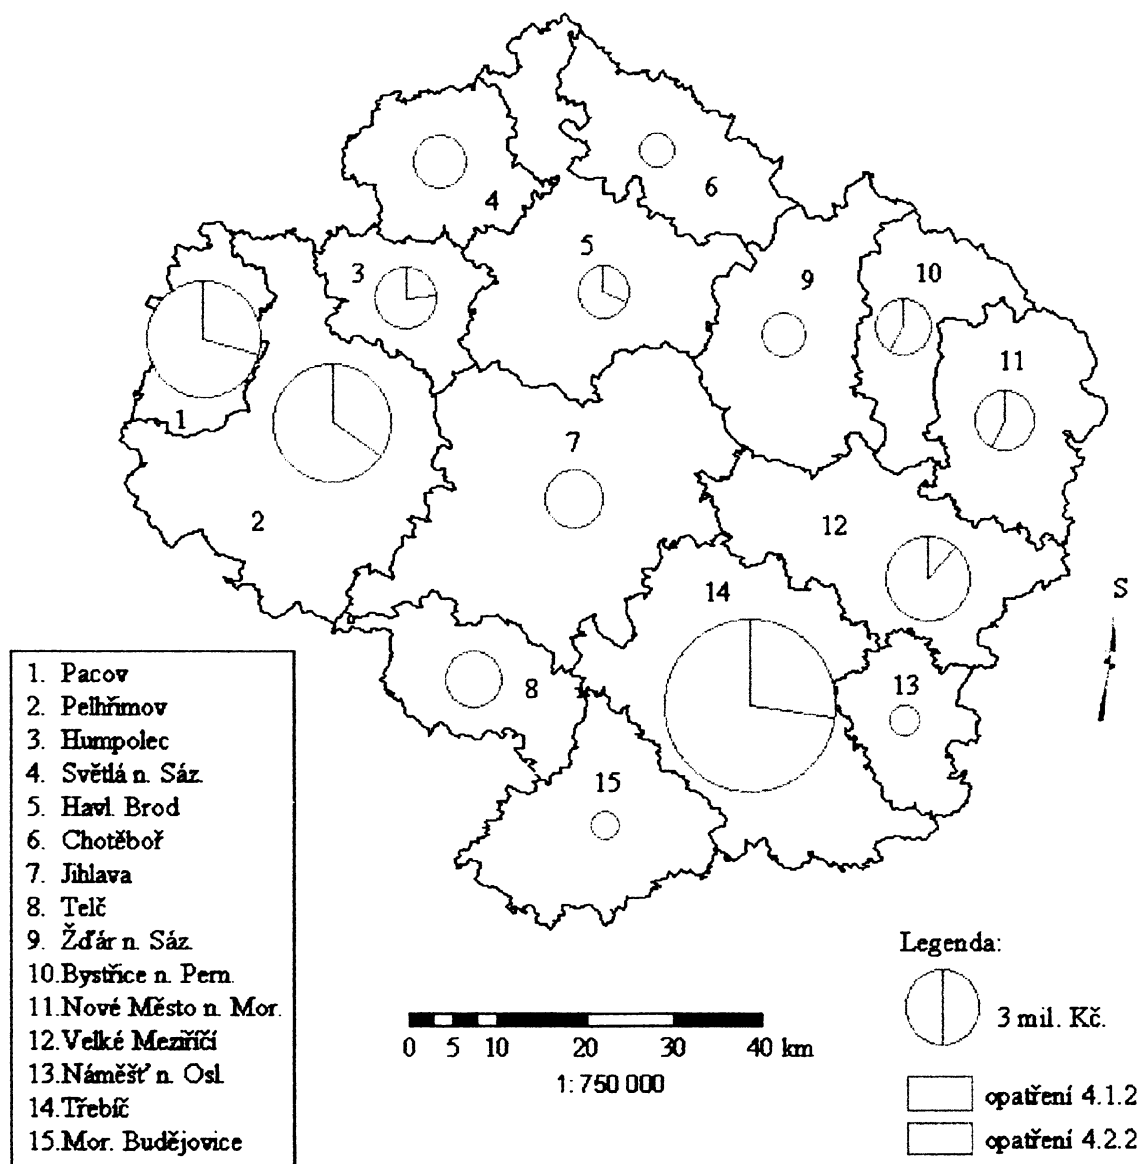 6
4
5
3
9
10
11
1
7
2
12
14
S
8
13
15
1. Pacov
2. Pelhřimov
3. Humpolec
4. Světlá n. Sáz.
5. Havl. Brod
6. Chotěboř
7. Jihlava
8. Telč
9. Žďár n. Sáz.
10.Bystřice n. Pern.
11.Nové Město n. Mor.
12.Velké Meziříčí
13.Náměšť n. Osl.
14.Třebíč
15.Mor. Budějovice
0 5 10 20 30 40 km
1: 750 000
Legenda:
3 mil. Kč.
opatření 4.1.2
opatření 4.2.2